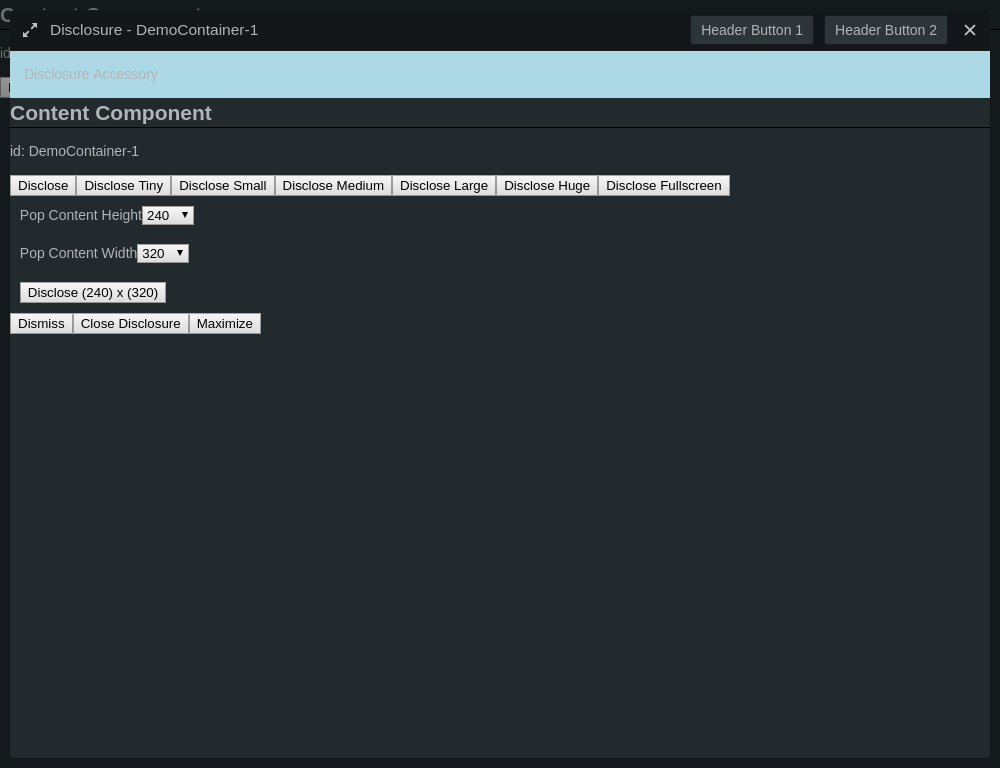 Disclosure - DemoContainer-1 Header Button 1 Header Button 2
Disclosure Accessory
Content Component
id: DemoContainer-1
Disclose Disclose Tiny Disclose Small Disclose Medium Disclose Large Disclose Huge Disclose Fullscreen
Pop Content Height 240
Pop Content Width 320
Disclose (240) x (320)
Dismiss Close Disclosure Maximize